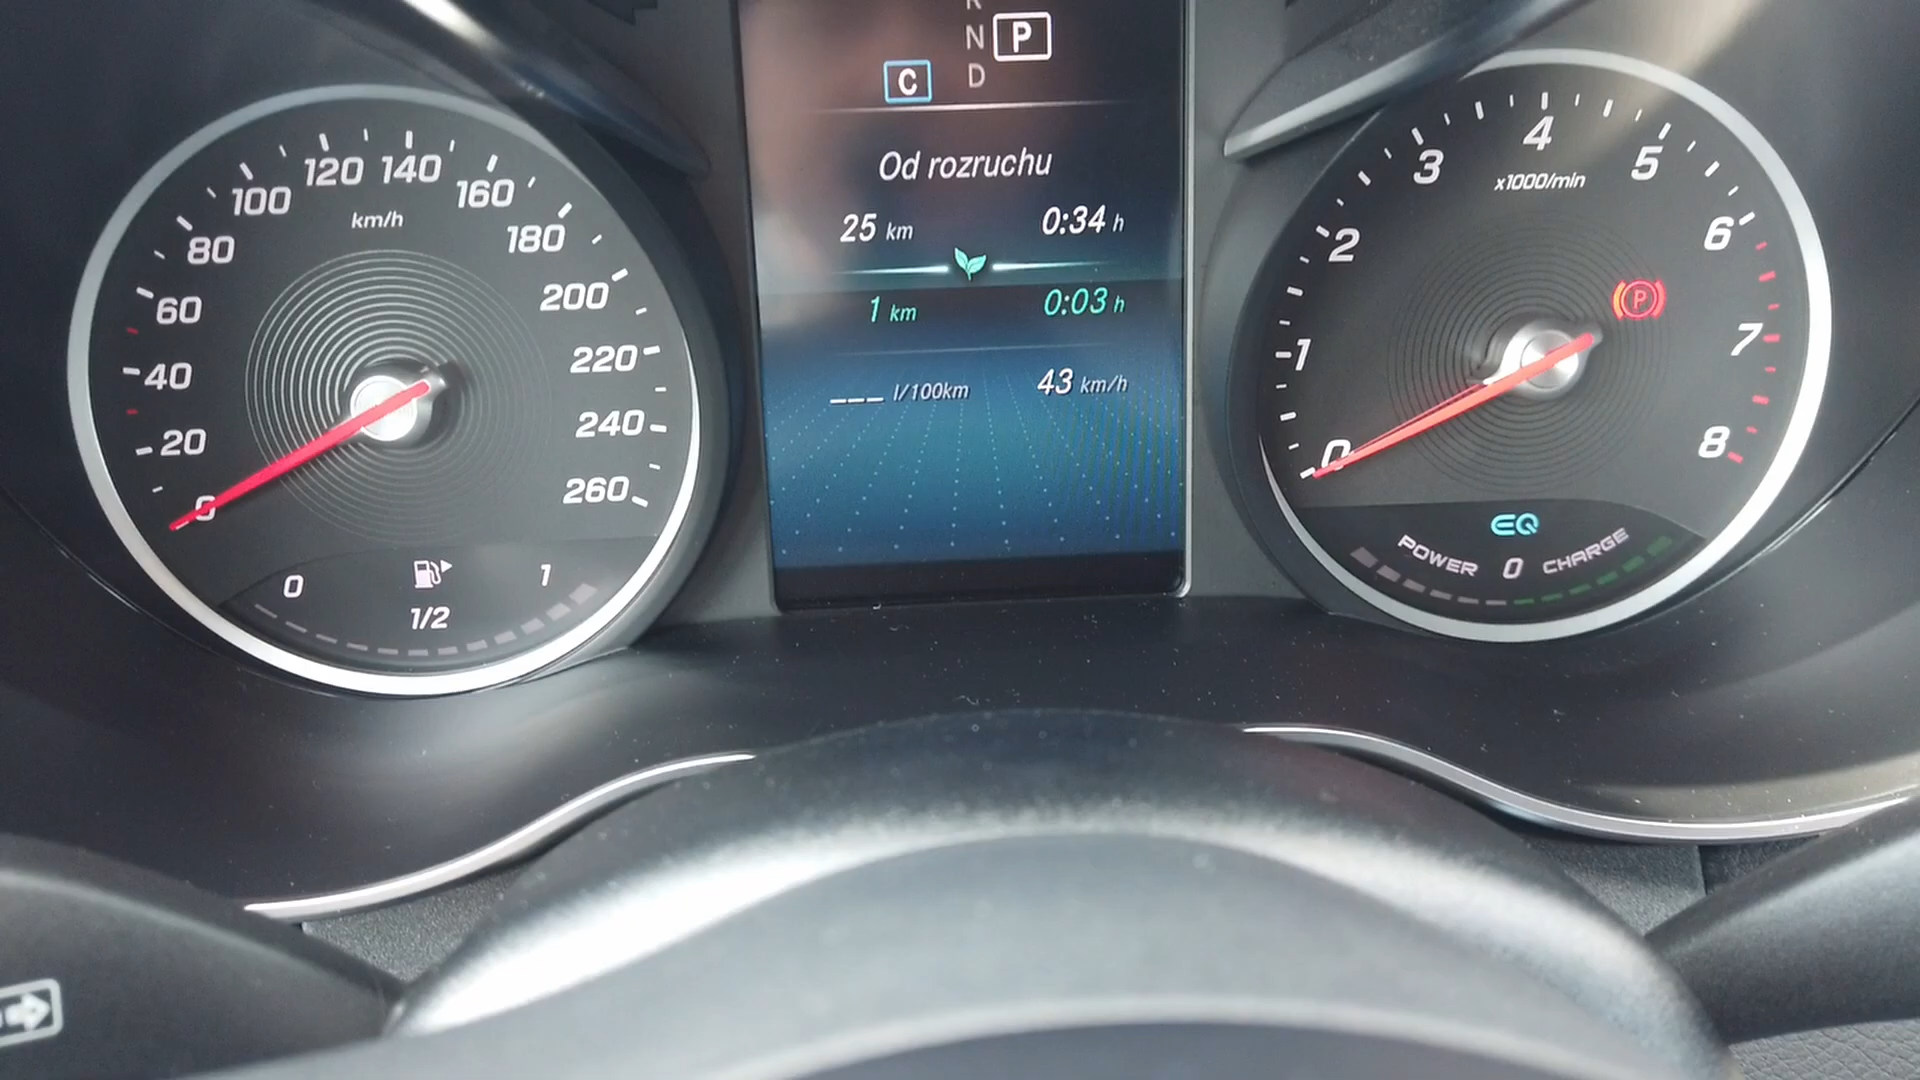 N P
C D
Od rozruchu
25 km 0:34 h
1 km 0:03 h
___ l/100km 43 km/h
0 20 40 60 80 100 120 140 160 180 200 220 240 260
km/h
0 1
1/2
0 1 2 3 4 5 6 7 8
x1000/min
P
EQ
POWER 0 CHARGE